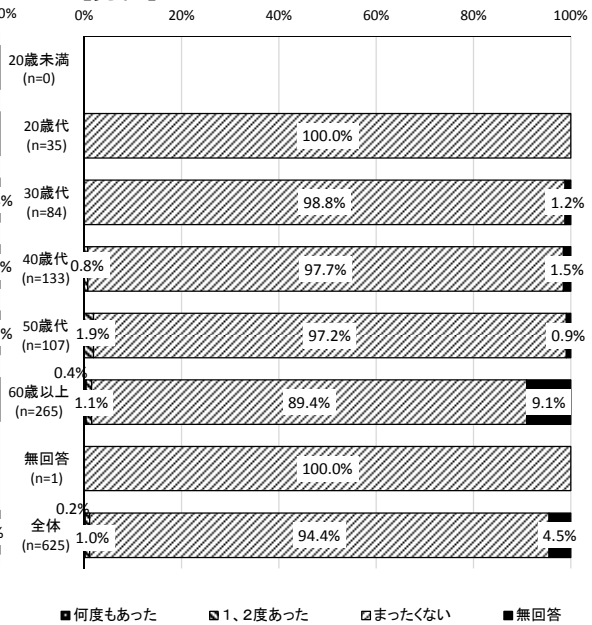 0%
0% 20% 40% 60% 80% 100%
20歳未満
(n=0)
20歳代
(n=35)
100.0%
% 30歳代
(n=84)
98.8% 1.2%
% 40歳代
(n=133)
0.8% 97.7% 1.5%
% 50歳代
(n=107)
1.9% 97.2% 0.9%
60歳以上
(n=265)
0.4%
1.1% 89.4% 9.1%
無回答
(n=1)
100.0%
% 全体
(n=625)
0.2%
1.0% 94.4% 4.5%
何度もあった 1、2度あった まったくない 無回答